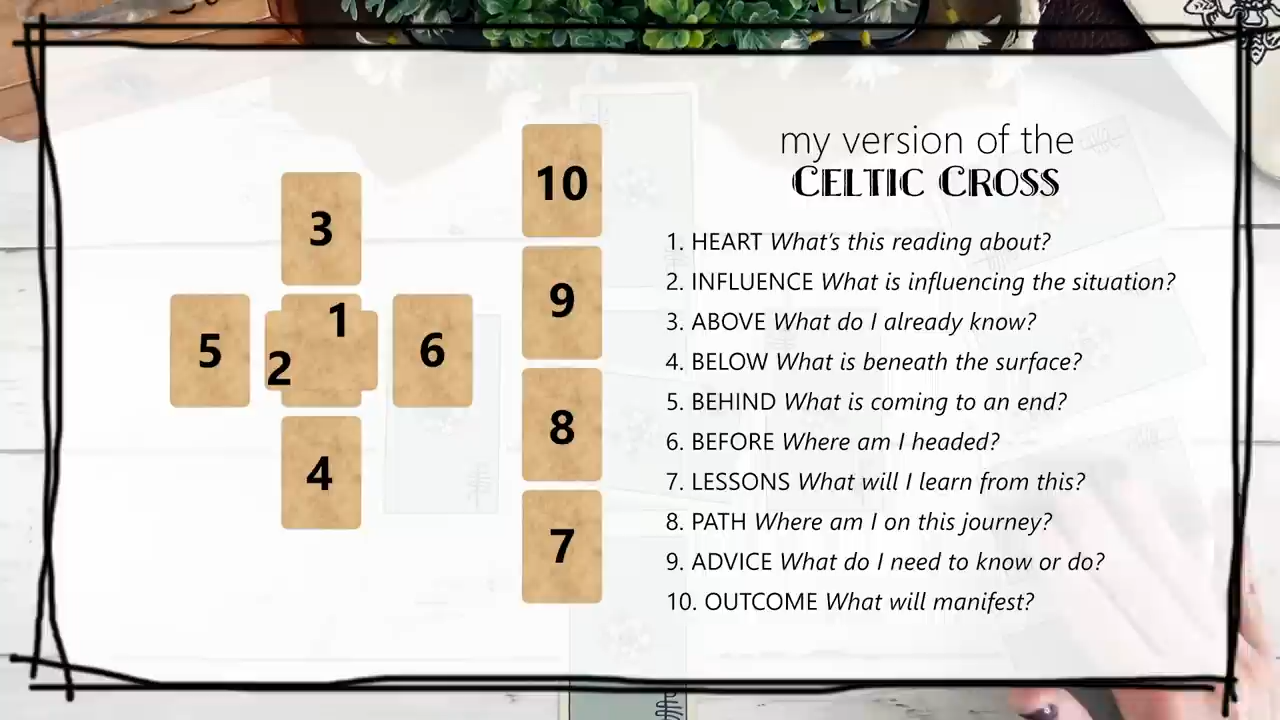 my version of the
CELTIC CROSS
10
3
1. HEART What's this reading about?
2. INFLUENCE What is influencing the situation?
9
1
3. ABOVE What do I already know?
5
2
6
4. BELOW What is beneath the surface?
5. BEHIND What is coming to an end?
8
6. BEFORE Where am I headed?
4
7. LESSONS What will I learn from this?
8. PATH Where am I on this journey?
7
9. ADVICE What do I need to know or do?
10. OUTCOME What will manifest?